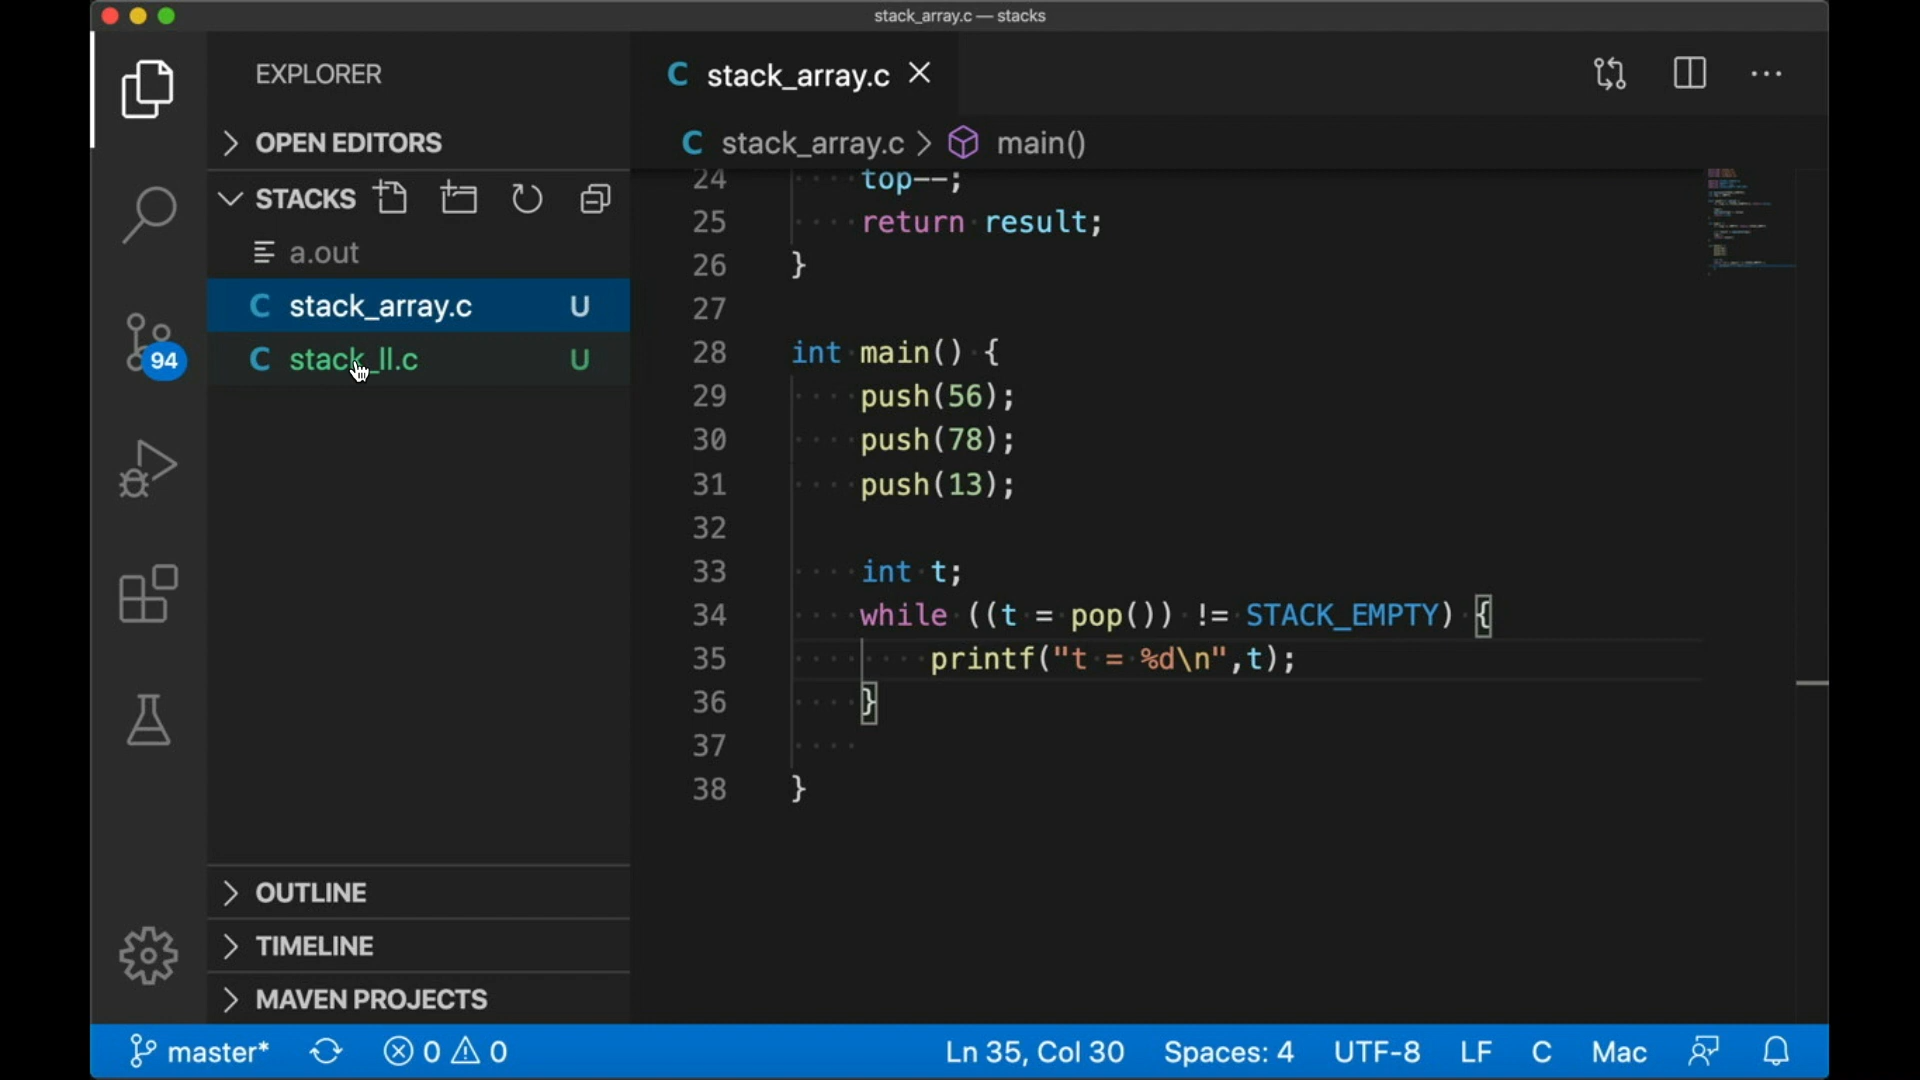 stack_array.c — stacks
EXPLORER
OPEN EDITORS
STACKS
a.out
C stack_array.c U
C stack_ll.c U
OUTLINE
TIMELINE
MAVEN PROJECTS
94
C stack_array.c
C stack_array.c > main()
24 top--;
25 return result;
26 }
27
28 int main() {
29 push(56);
30 push(78);
31 push(13);
32
33 int t;
34 while ((t = pop()) != STACK_EMPTY) {
35 printf("t = %d\n",t);
36 }
37
38 }
master* 0 0 Ln 35, Col 30 Spaces: 4 UTF-8 LF C Mac